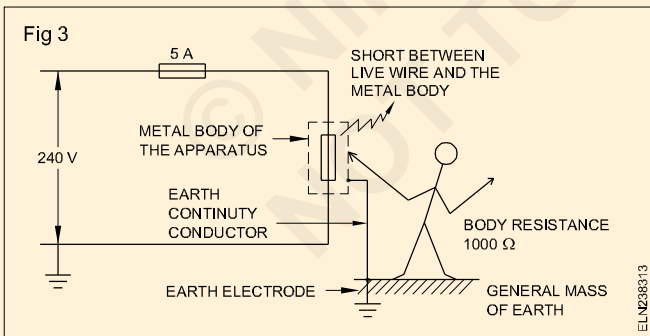 Fig 3
5 A
SHORT BETWEEN
LIVE WIRE AND THE
METAL BODY
METAL BODY OF
THE APPARATUS
240 V
EARTH
CONTINUTY
CONDUCTOR
BODY RESISTANCE
1000 Ω
EARTH ELECTRODE
GENERAL MASS
OF EARTH
ELN238313